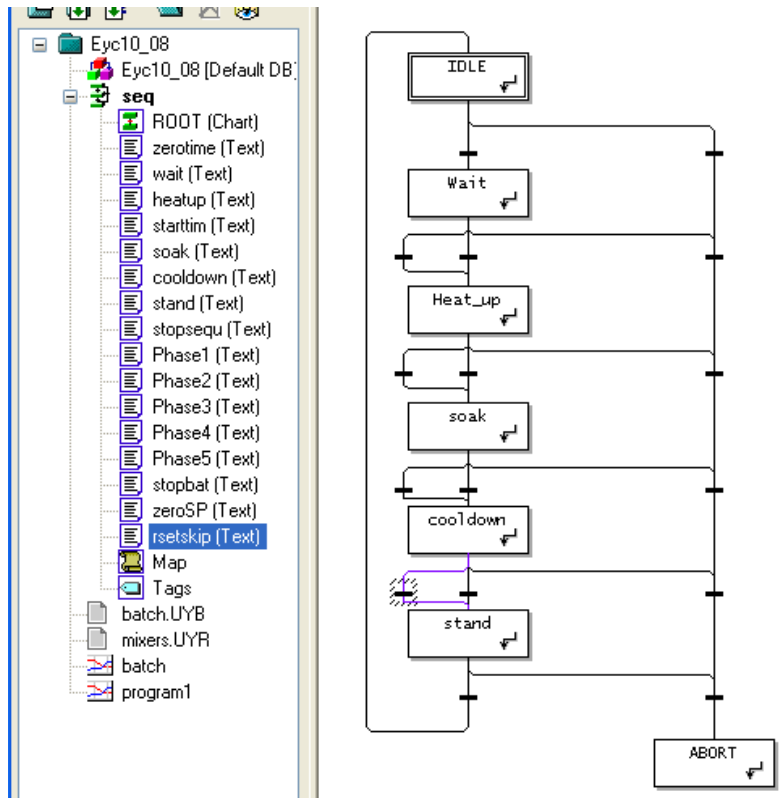 Eyc10_08
Eyc10_08 [Default DB]
seq
ROOT (Chart)
zerotime (Text)
wait (Text)
heatup (Text)
starttim (Text)
soak (Text)
cooldown (Text)
stand (Text)
stopsequ (Text)
Phase1 (Text)
Phase2 (Text)
Phase3 (Text)
Phase4 (Text)
Phase5 (Text)
stopbat (Text)
zeroSP (Text)
rsetskip (Text)
Map
Tags
batch.UYB
mixers.UYR
batch
program1
IDLE
Wait
Heat_up
soak
cooldown
stand
ABORT